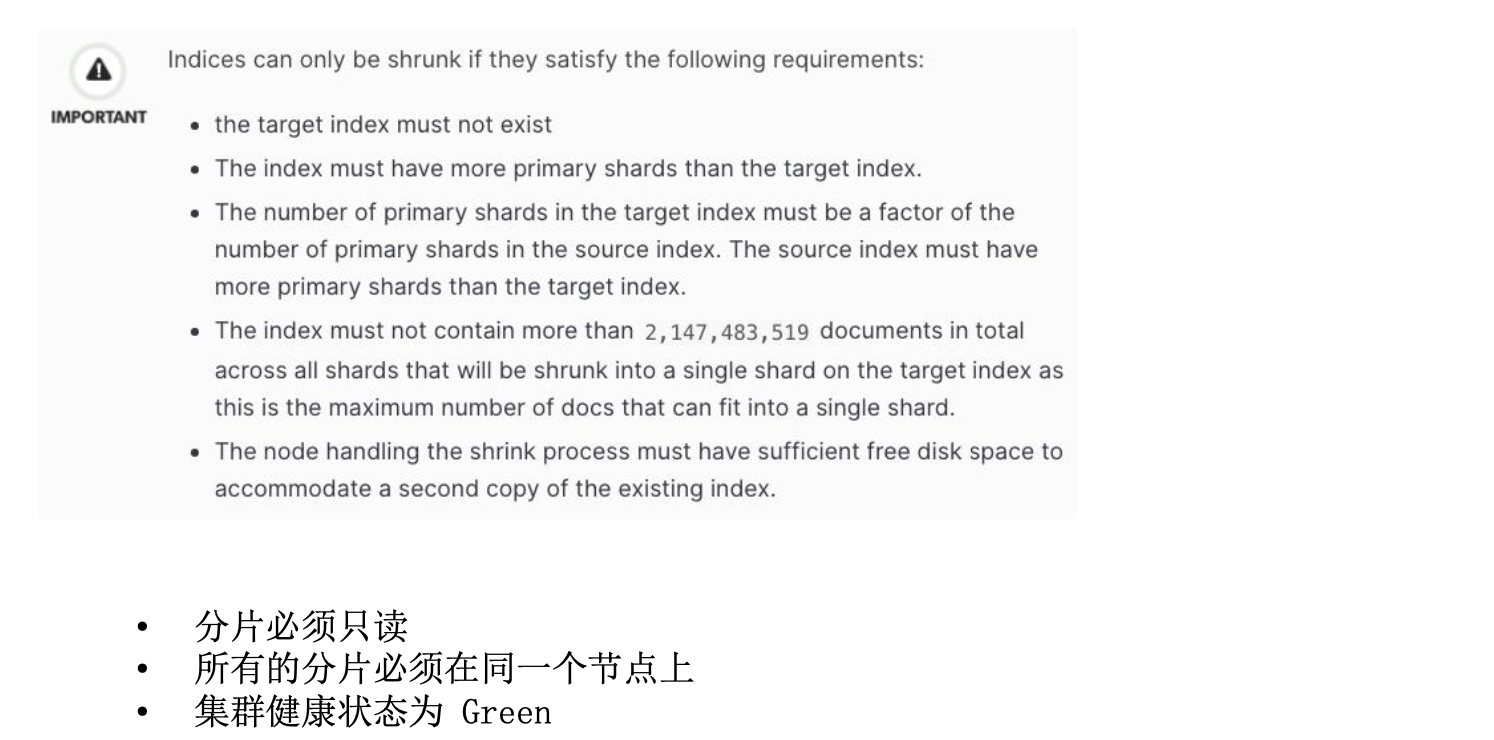 Indices can only be shrunk if they satisfy the following requirements:
IMPORTANT
• the target index must not exist
• The index must have more primary shards than the target index.
• The number of primary shards in the target index must be a factor of the
number of primary shards in the source index. The source index must have
more primary shards than the target index.
• The index must not contain more than 2,147,483,519 documents in total
across all shards that will be shrunk into a single shard on the target index as
this is the maximum number of docs that can fit into a single shard.
• The node handling the shrink process must have sufficient free disk space to
accommodate a second copy of the existing index.
• 分片必须只读
• 所有的分片必须在同一个节点上
• 集群健康状态为 Green